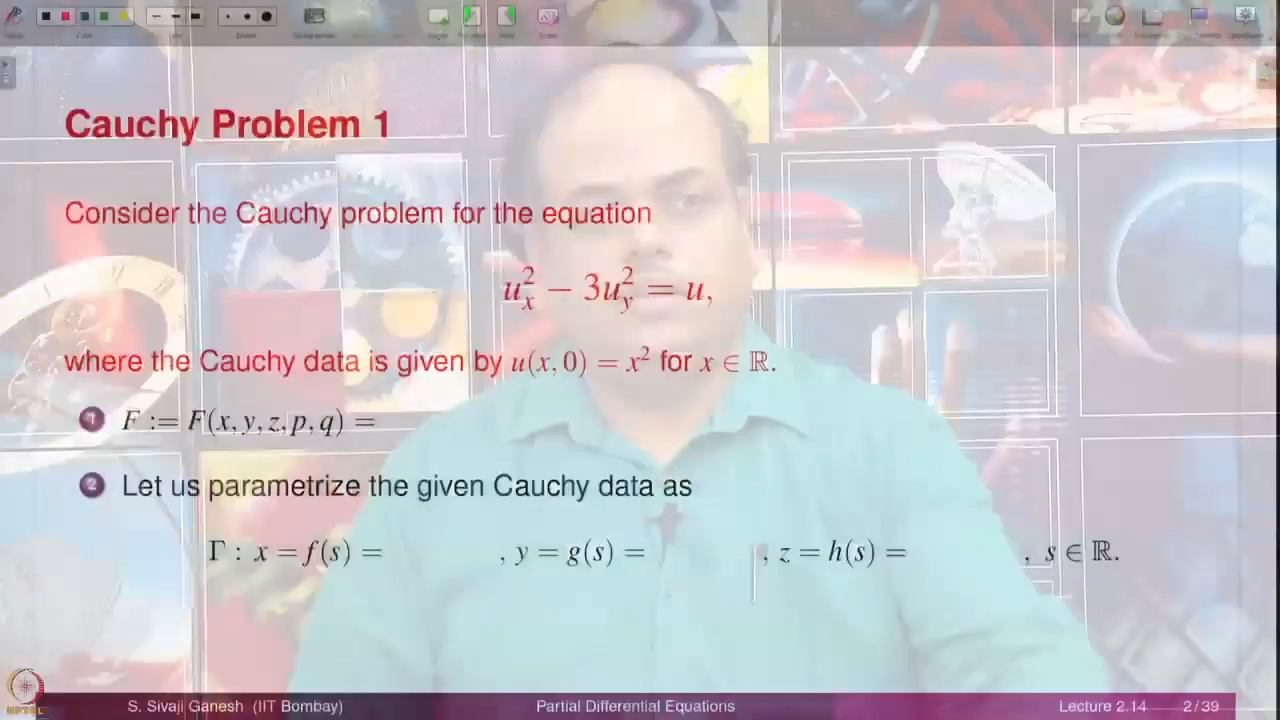 Cauchy Problem 1
Consider the Cauchy problem for the equation
u_x^2 − 3u_y^2 = u,
where the Cauchy data is given by u(x, 0) = x^2 for x ∈ ℝ.
1 F := F(x, y, z, p, q) =
2 Let us parametrize the given Cauchy data as
Γ : x = f(s) = , y = g(s) = , z = h(s) = , s ∈ ℝ.
NPTEL
S. Sivaji Ganesh (IIT Bombay) Partial Differential Equations Lecture 2.14 2 / 39